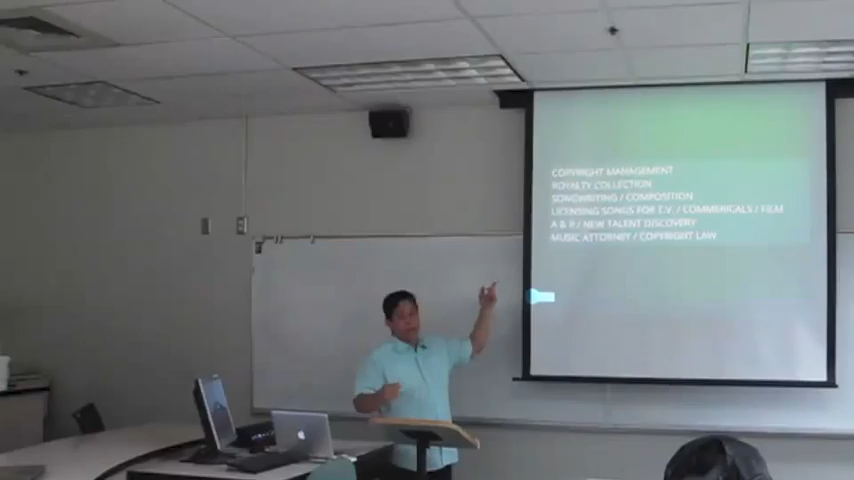 COPYRIGHT MANAGEMENT
ROYALTY COLLECTION
SONGWRITING / COMPOSITION
LICENSING SONGS FOR T.V. / COMMERICALS / FILM
A & R / NEW TALENT DISCOVERY
MUSIC ATTORNEY / COPYRIGHT LAW